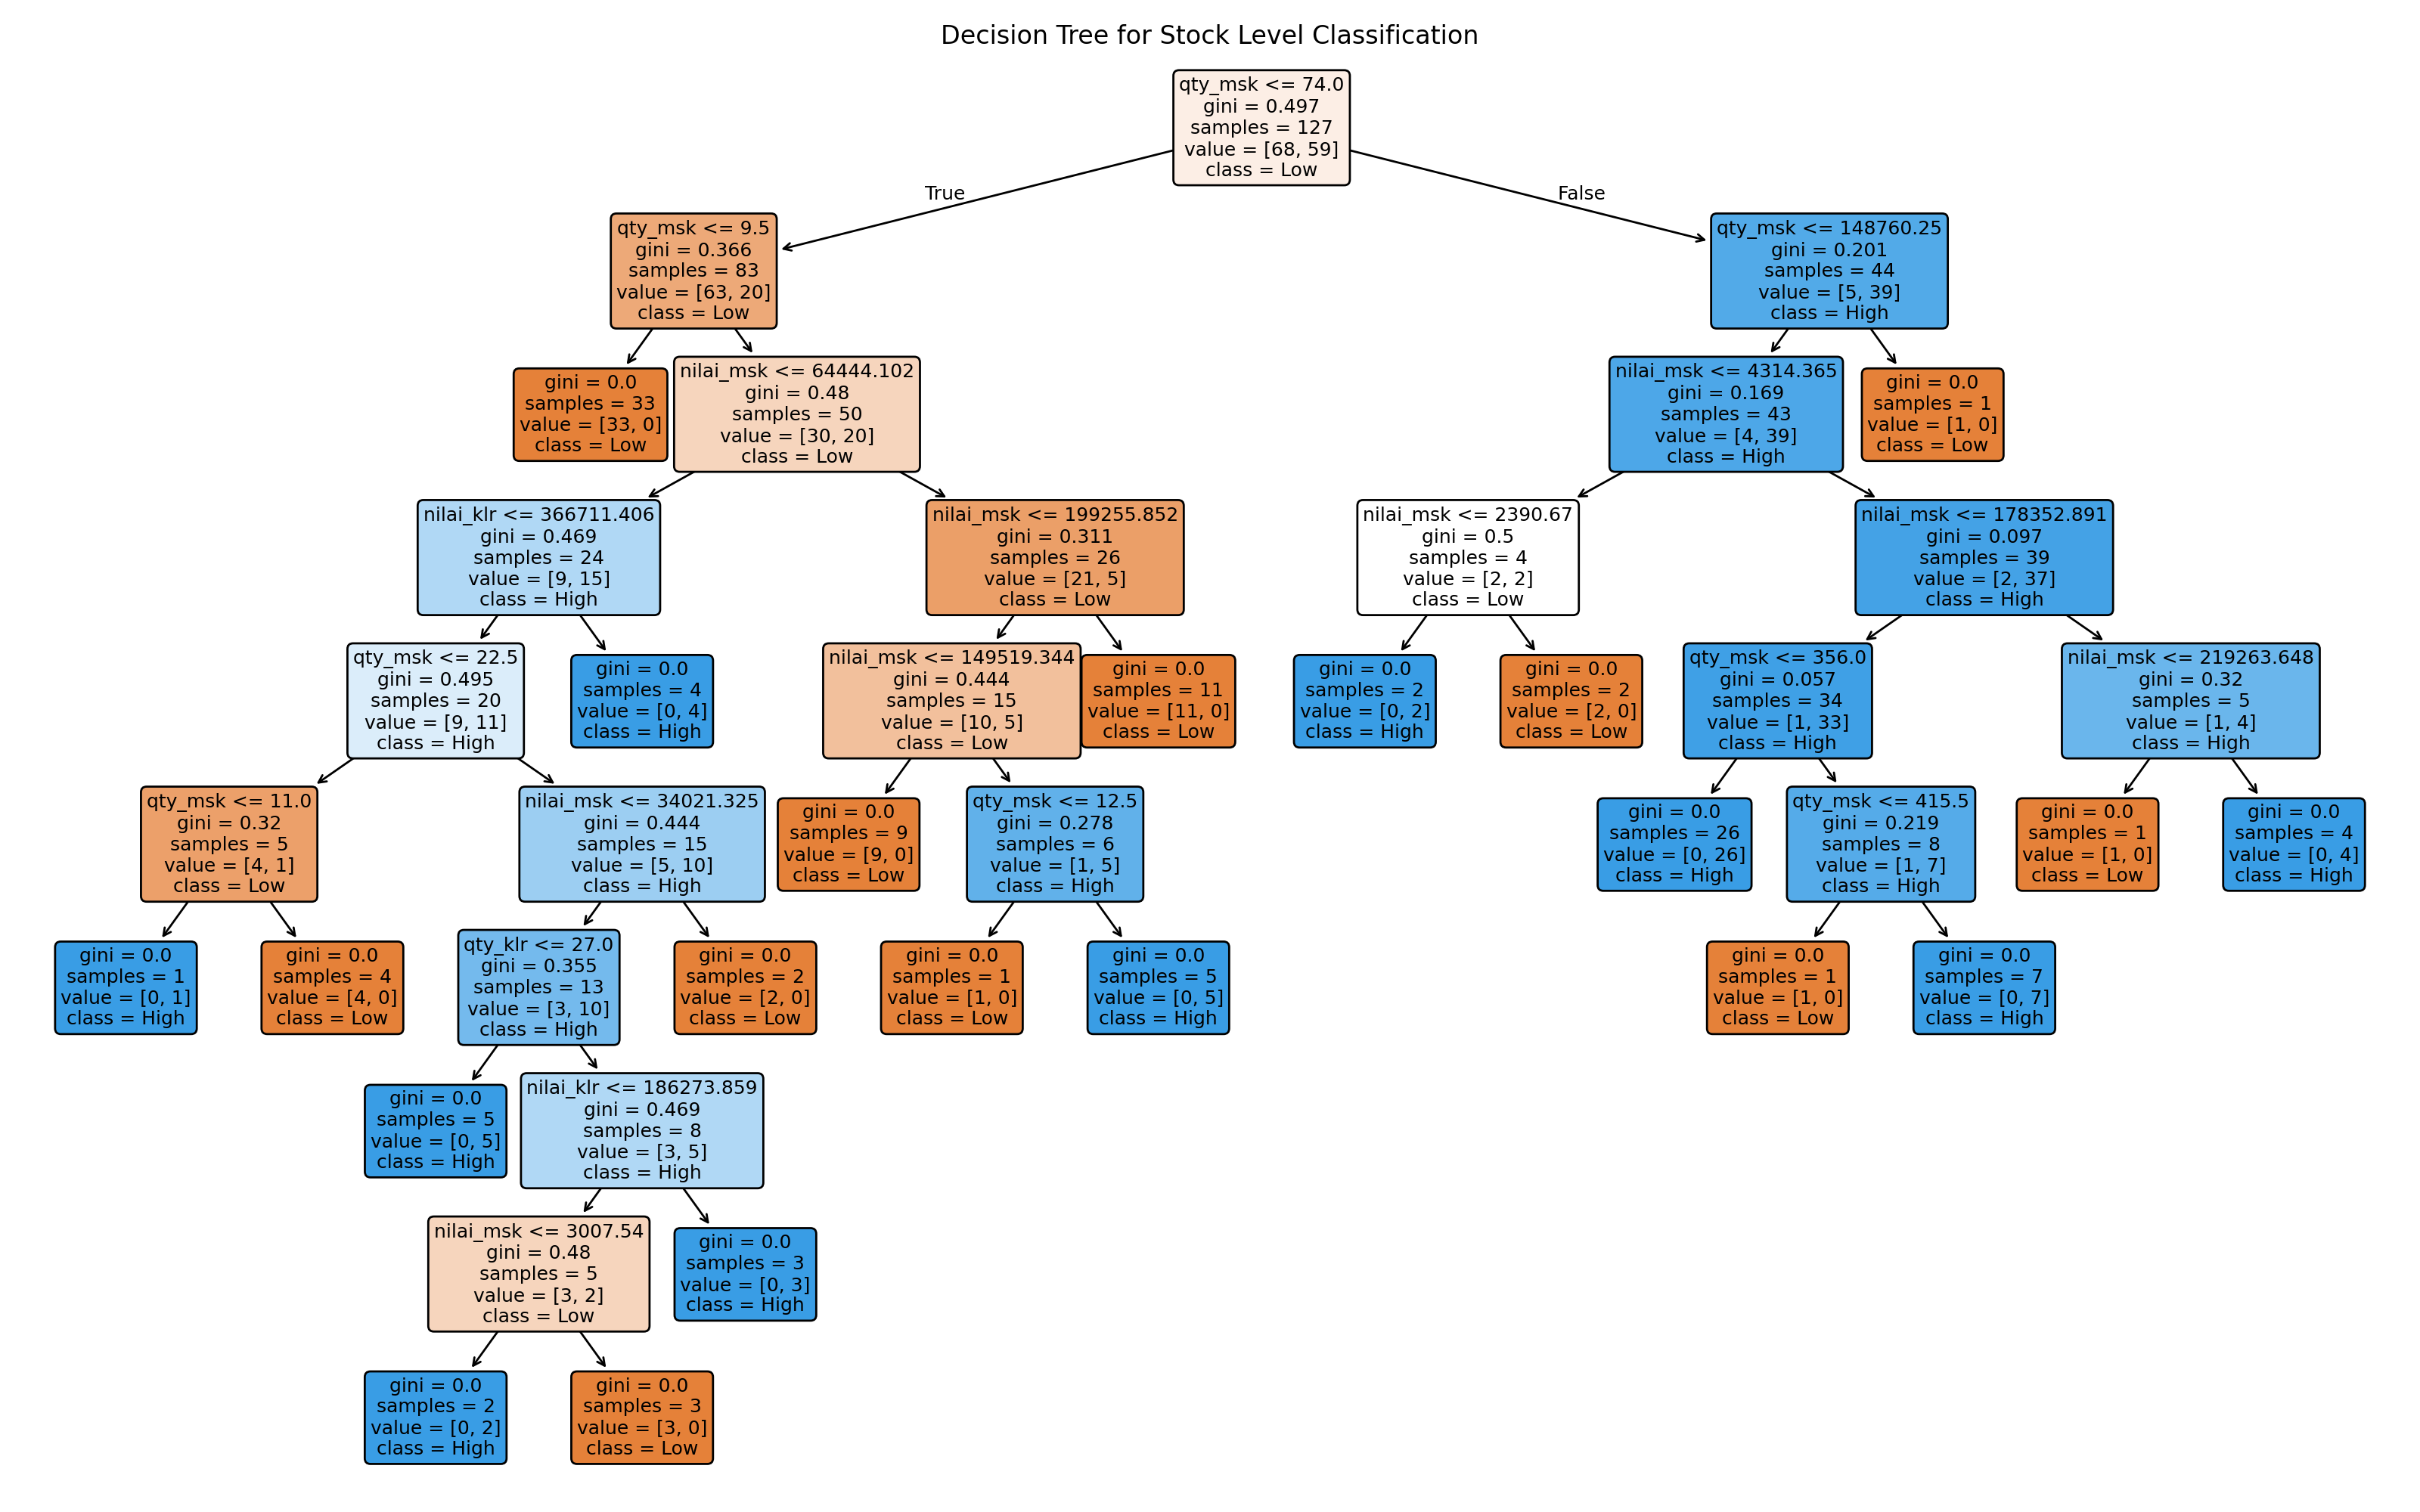 Decision Tree for Stock Level Classification
qty_msk <= 74.0
gini = 0.497
samples = 127
value = [68, 59]
class = Low
True
False
qty_msk <= 9.5
gini = 0.366
samples = 83
value = [63, 20]
class = Low
qty_msk <= 148760.25
gini = 0.201
samples = 44
value = [5, 39]
class = High
gini = 0.0
samples = 33
value = [33, 0]
class = Low
nilai_msk <= 64444.102
gini = 0.48
samples = 50
value = [30, 20]
class = Low
nilai_msk <= 4314.365
gini = 0.169
samples = 43
value = [4, 39]
class = High
gini = 0.0
samples = 1
value = [1, 0]
class = Low
nilai_klr <= 366711.406
gini = 0.469
samples = 24
value = [9, 15]
class = High
nilai_msk <= 199255.852
gini = 0.311
samples = 26
value = [21, 5]
class = Low
nilai_msk <= 2390.67
gini = 0.5
samples = 4
value = [2, 2]
class = Low
nilai_msk <= 178352.891
gini = 0.097
samples = 39
value = [2, 37]
class = High
qty_msk <= 22.5
gini = 0.495
samples = 20
value = [9, 11]
class = High
gini = 0.0
samples = 4
value = [0, 4]
class = High
nilai_msk <= 149519.344
gini = 0.444
samples = 15
value = [10, 5]
class = Low
gini = 0.0
samples = 11
value = [11, 0]
class = Low
gini = 0.0
samples = 2
value = [0, 2]
class = High
gini = 0.0
samples = 2
value = [2, 0]
class = Low
qty_msk <= 356.0
gini = 0.057
samples = 34
value = [1, 33]
class = High
nilai_msk <= 219263.648
gini = 0.32
samples = 5
value = [1, 4]
class = High
qty_msk <= 11.0
gini = 0.32
samples = 5
value = [4, 1]
class = Low
nilai_msk <= 34021.325
gini = 0.444
samples = 15
value = [5, 10]
class = High
gini = 0.0
samples = 9
value = [9, 0]
class = Low
qty_msk <= 12.5
gini = 0.278
samples = 6
value = [1, 5]
class = High
gini = 0.0
samples = 26
value = [0, 26]
class = High
qty_msk <= 415.5
gini = 0.219
samples = 8
value = [1, 7]
class = High
gini = 0.0
samples = 1
value = [1, 0]
class = Low
gini = 0.0
samples = 4
value = [0, 4]
class = High
gini = 0.0
samples = 1
value = [0, 1]
class = High
gini = 0.0
samples = 4
value = [4, 0]
class = Low
qty_klr <= 27.0
gini = 0.355
samples = 13
value = [3, 10]
class = High
gini = 0.0
samples = 2
value = [2, 0]
class = Low
gini = 0.0
samples = 1
value = [1, 0]
class = Low
gini = 0.0
samples = 5
value = [0, 5]
class = High
gini = 0.0
samples = 1
value = [1, 0]
class = Low
gini = 0.0
samples = 7
value = [0, 7]
class = High
gini = 0.0
samples = 5
value = [0, 5]
class = High
nilai_klr <= 186273.859
gini = 0.469
samples = 8
value = [3, 5]
class = High
nilai_msk <= 3007.54
gini = 0.48
samples = 5
value = [3, 2]
class = Low
gini = 0.0
samples = 3
value = [0, 3]
class = High
gini = 0.0
samples = 2
value = [0, 2]
class = High
gini = 0.0
samples = 3
value = [3, 0]
class = Low